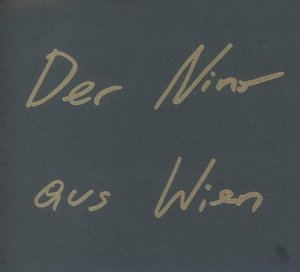 Der Nino
aus Wien